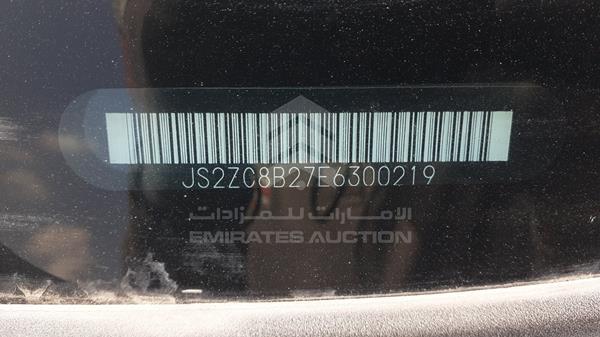 JS2ZC8B27E6300219
الإمارات للمزادات
EMIRATES AUCTION